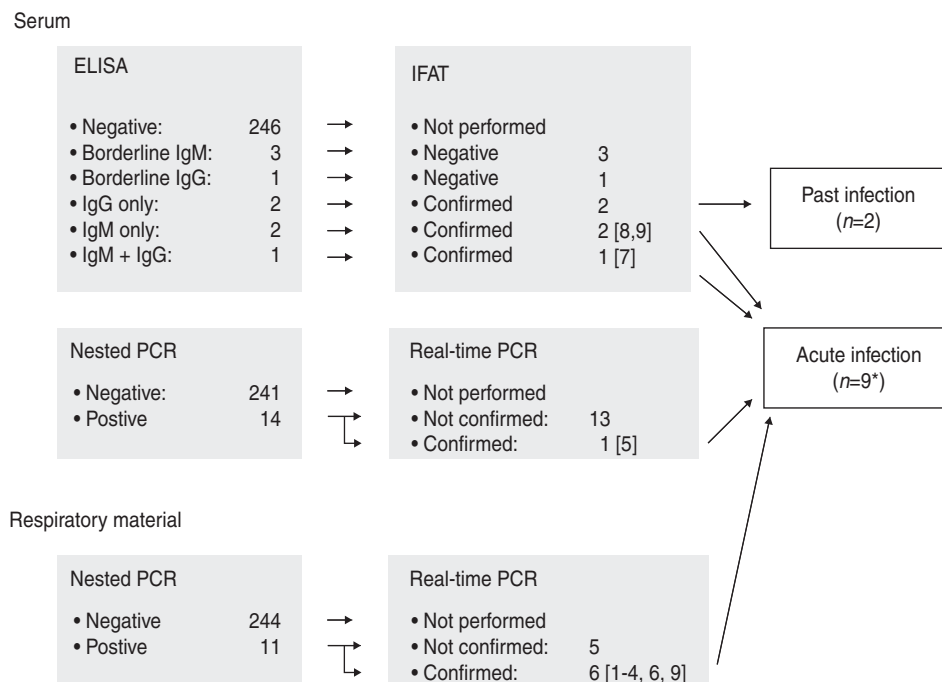 Serum
ELISA
• Negative: 246
• Borderline IgM: 3
• Borderline IgG: 1
• IgG only: 2
• IgM only: 2
• IgM + IgG: 1
IFAT
• Not performed
• Negative 3
• Negative 1
• Confirmed 2
• Confirmed 2 [8,9]
• Confirmed 1 [7]
Past infection
(n=2)
Nested PCR
• Negative: 241
• Postive 14
Real-time PCR
• Not performed
• Not confirmed: 13
• Confirmed: 1 [5]
Acute infection
(n=9*)
Respiratory material
Nested PCR
• Negative 244
• Postive 11
Real-time PCR
• Not performed
• Not confirmed: 5
• Confirmed: 6 [1-4, 6, 9]